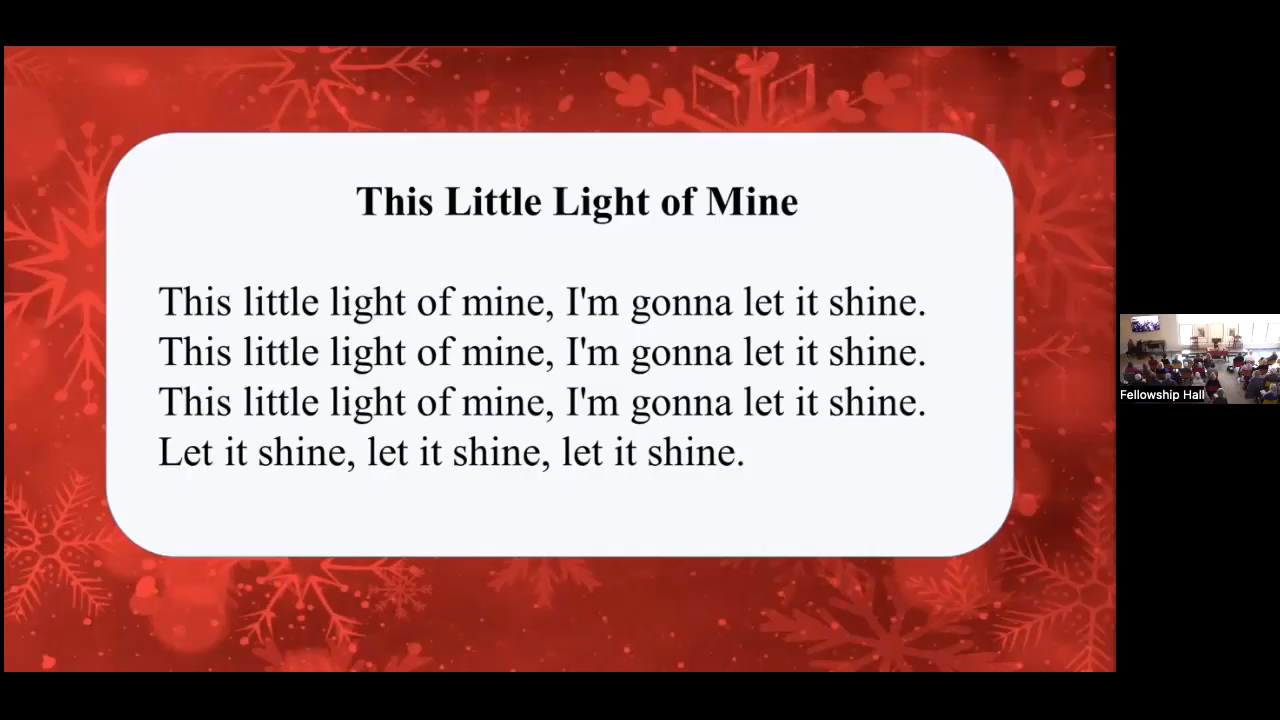 This Little Light of Mine
This little light of mine, I'm gonna let it shine.
This little light of mine, I'm gonna let it shine.
This little light of mine, I'm gonna let it shine.
Let it shine, let it shine, let it shine.
Fellowship Hall